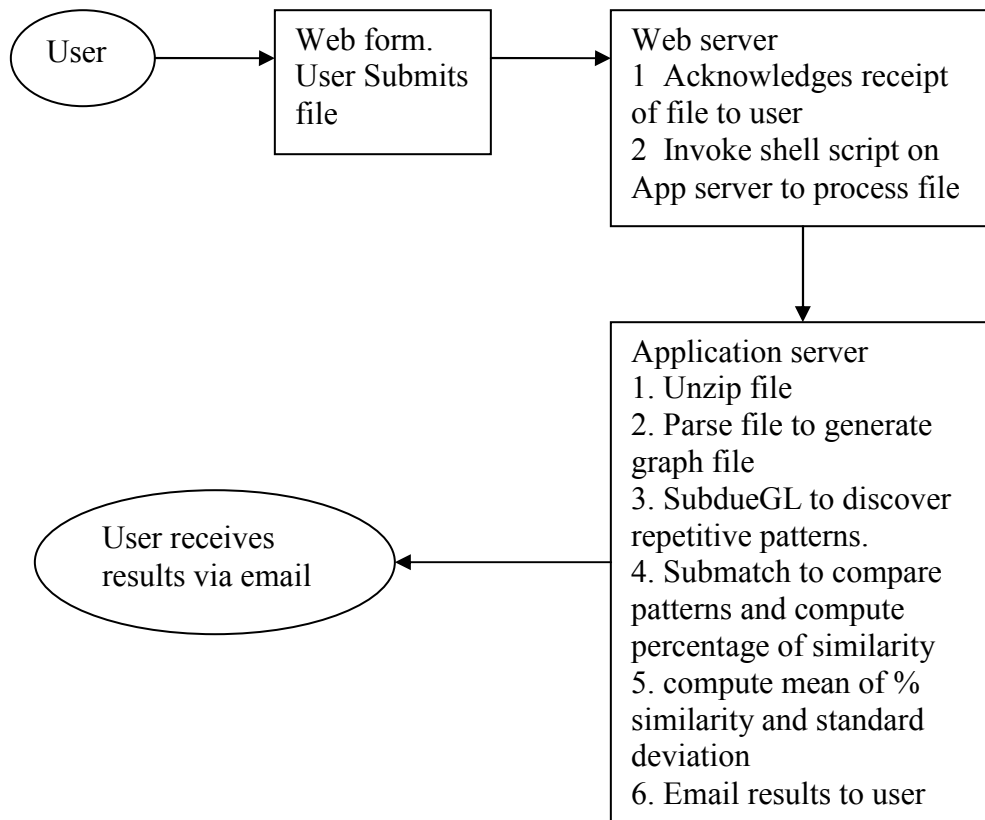 User
Web form.
User Submits
file
Web server
1  Acknowledges receipt
of file to user
2  Invoke shell script on
App server to process file
Application server
1. Unzip file
2. Parse file to generate
graph file
3. SubdueGL to discover
repetitive patterns.
4. Submatch to compare
patterns and compute
percentage of similarity
5. compute mean of %
similarity and standard
deviation
6. Email results to user
User receives
results via email